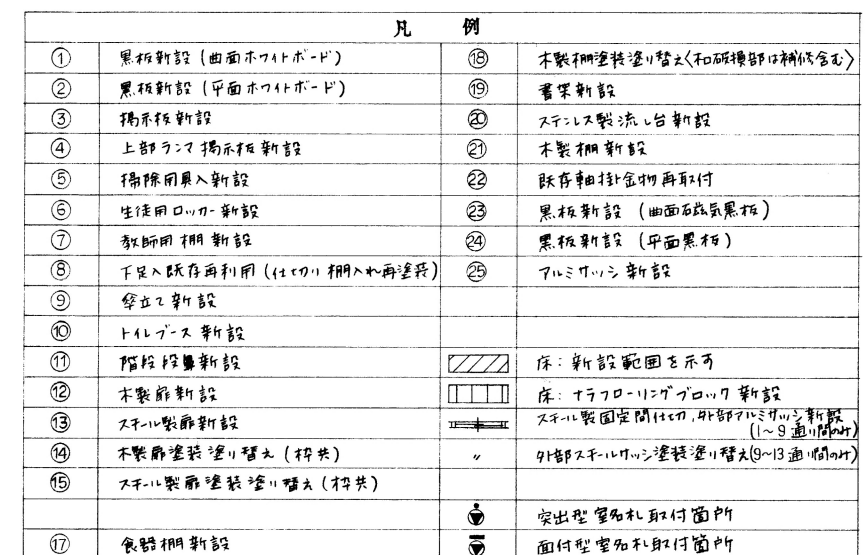 凡 例
① 黒板新設(曲面ホワイトボード)
② 黒板新設(平面ホワイトボード)
③ 掲示板新設
④ 上部ランマ掲示板新設
⑤ 掃除用具入新設
⑥ 生徒用ロッカー新設
⑦ 教師用棚新設
⑧ 下足入既存再利用(仕切り棚入れ再塗装)
⑨ 傘立て新設
⑩ トイレブース新設
⑪ 階段段鼻新設
⑫ 木製扉新設
⑬ スチール製扉新設
⑭ 木製扉塗装塗り替え(枠共)
⑮ スチール製扉塗装塗り替え(枠共)
⑰ 食器棚新設
⑱ 木製棚塗装塗り替え〈破損部は補修含む〉
⑲ 書架新設
⑳ ステンレス製流し台新設
㉑ 木製棚新設
㉒ 既存軸掛金物再取付
㉓ 黒板新設(曲面磁気黒板)
㉔ 黒板新設(平面黒板)
㉕ アルミサッシ新設
床:新設範囲を示す
床:ナラフローリングブロック新設
スチール製固定間仕切,外部アルミサッシ新設
(1~9通り間のみ)
〃 外部スチールサッシ塗装塗り替え(9~13通り間のみ)
突出型室名札取付箇所
面付型室名札取付箇所